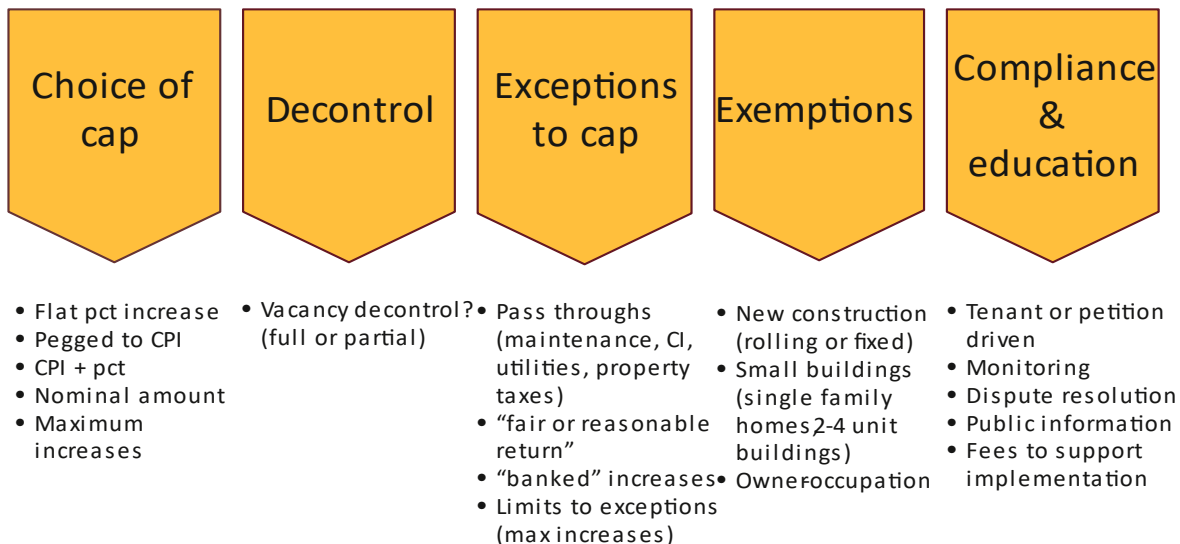 Choice of
cap
Decontrol
Exceptions
to cap
Exemptions
Compliance
&
education
• Flat pct increase
• Pegged to CPI
• CPI + pct
• Nominal amount
• Maximum
increases
• Vacancy decontrol?
(full or partial)
• Pass throughs
(maintenance, CI,
utilities, property
taxes)
• “fair or reasonable
return”
• “banked” increases
• Limits to exceptions
(max increases)
• New construction
(rolling or fixed)
• Small buildings
(single family
homes,2-4 unit
buildings)
• Owner-occupation
• Tenant or petition
driven
• Monitoring
• Dispute resolution
• Public information
• Fees to support
implementation